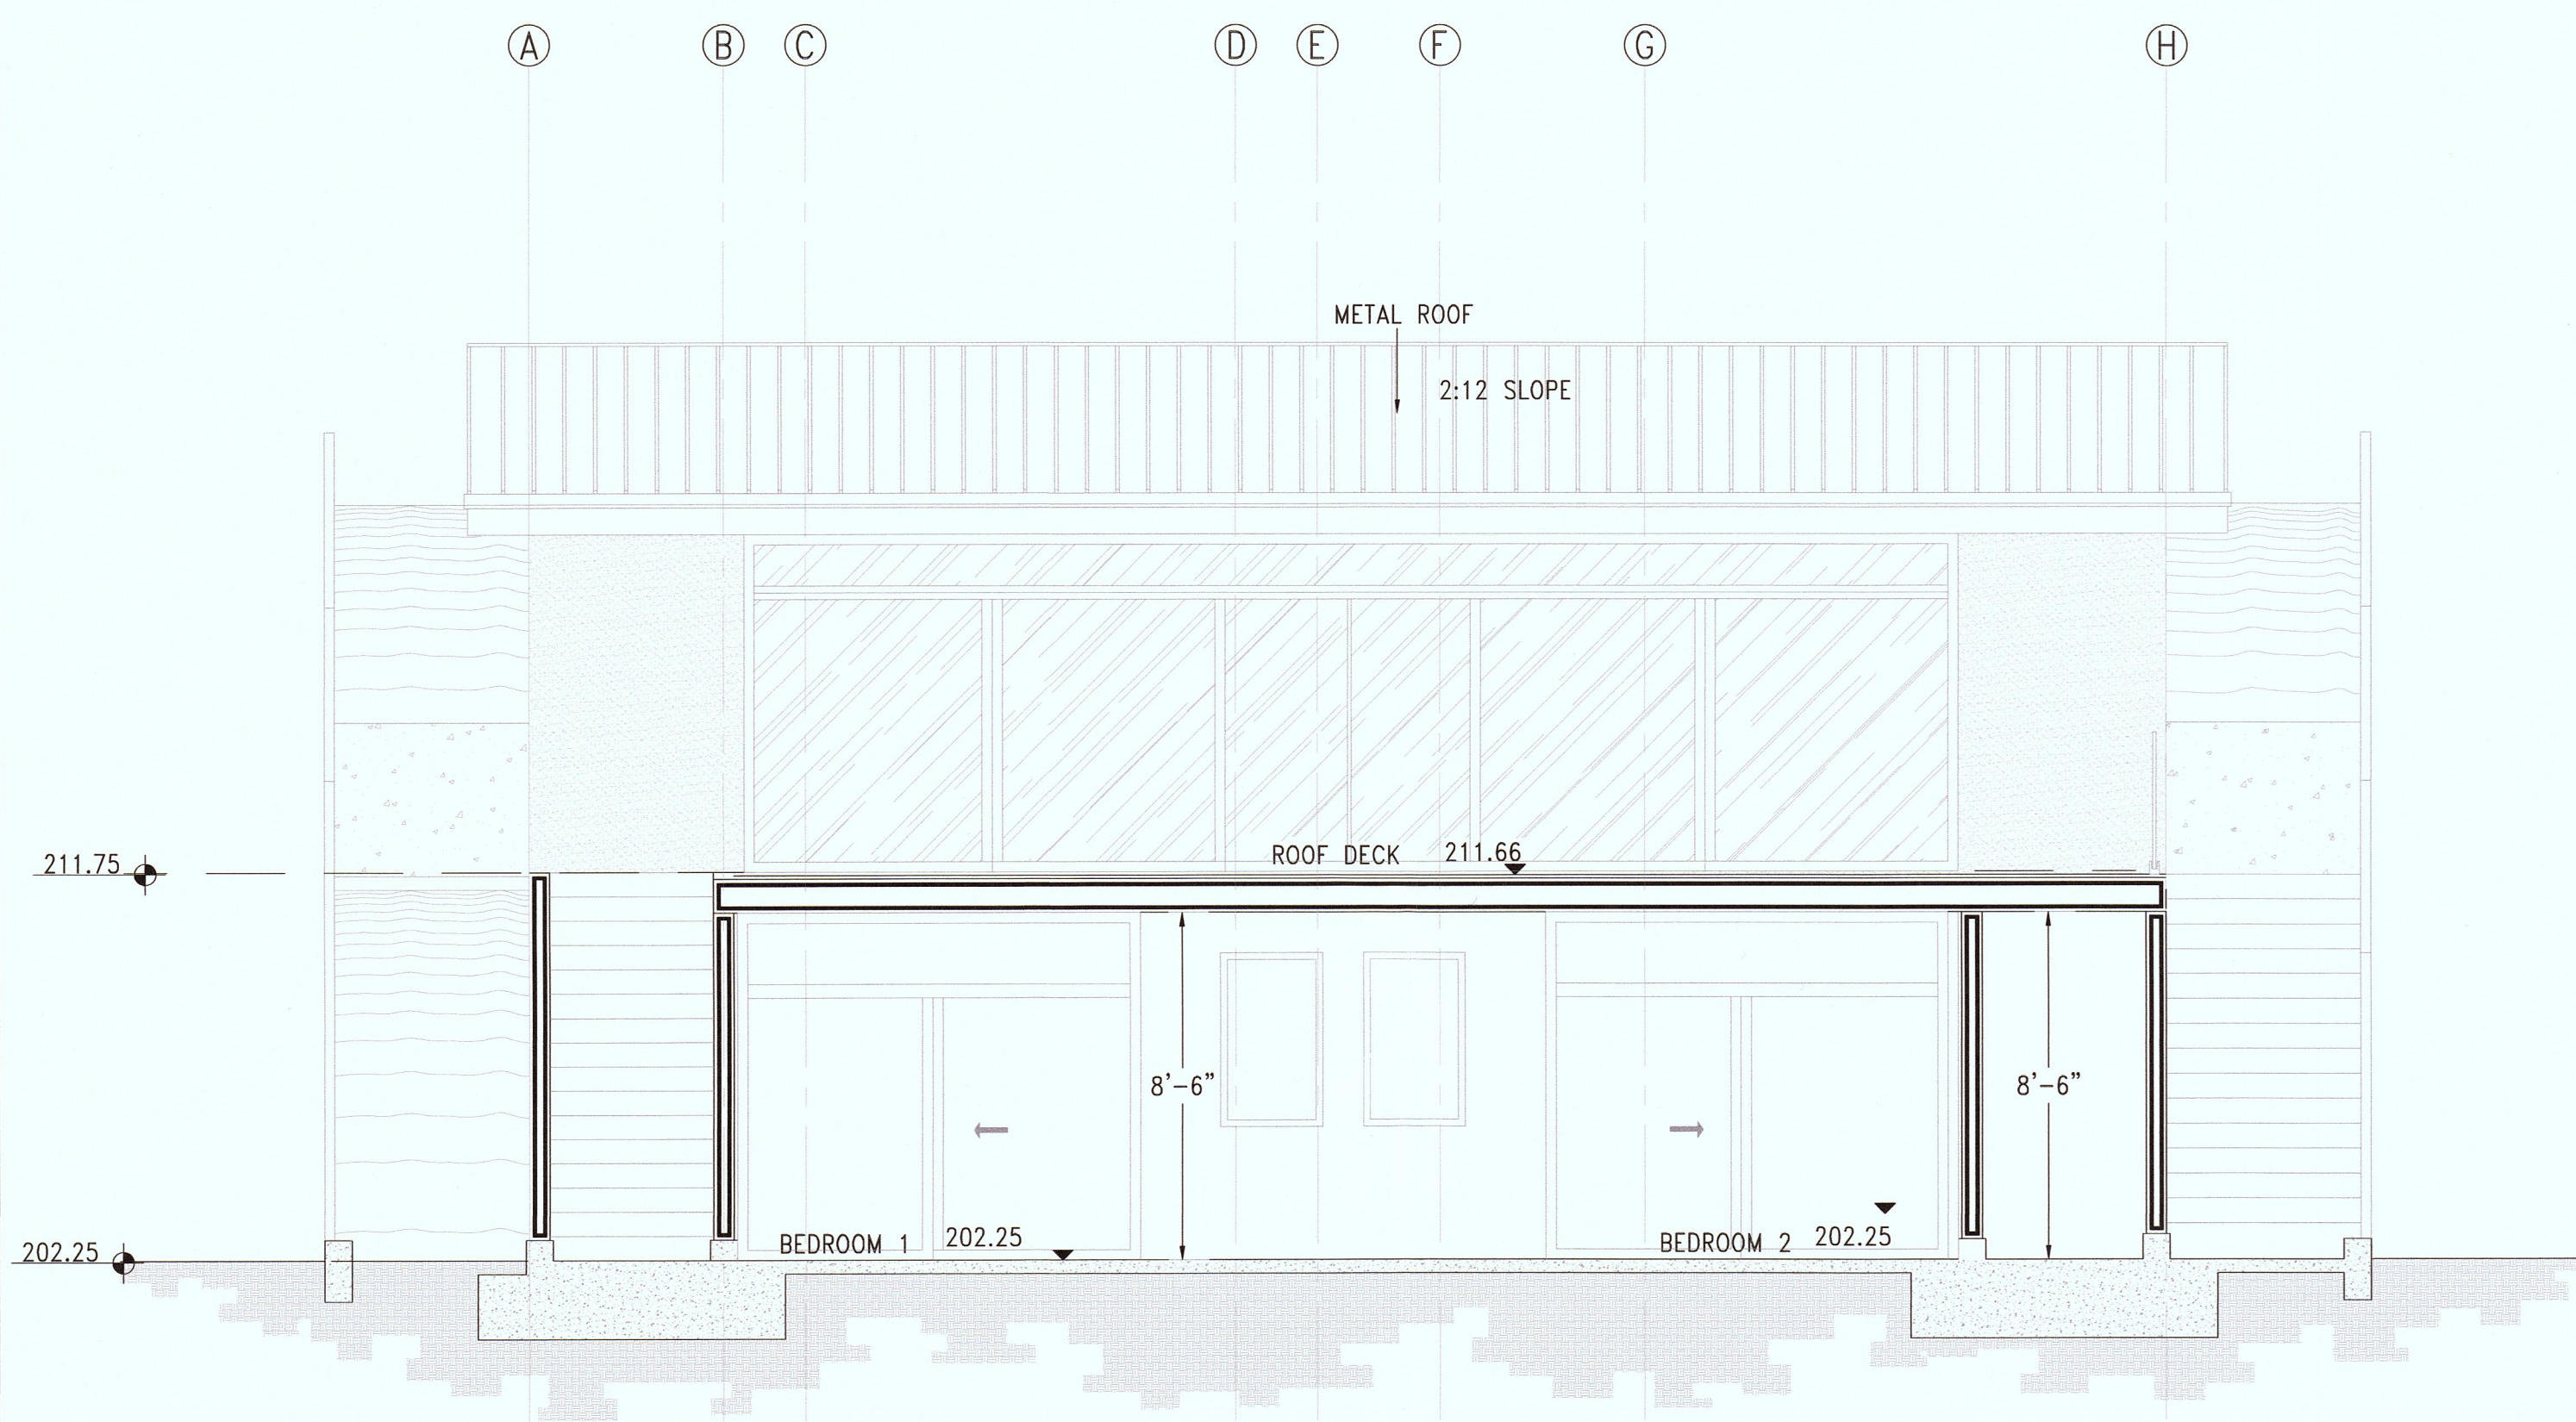 A B C D E F G H
METAL ROOF
2:12 SLOPE
211.75
ROOF DECK 211.66
8'-6" 8'-6"
BEDROOM 1 202.25
BEDROOM 2 202.25
202.25